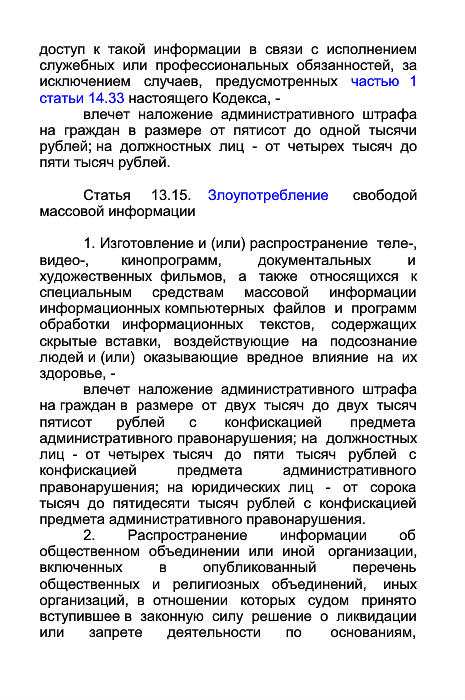 доступ к такой информации в связи с исполнением
служебных или профессиональных обязанностей, за
исключением случаев, предусмотренных частью 1
статьи 14.33 настоящего Кодекса, -
влечет наложение административного штрафа
на граждан в размере от пятисот до одной тысячи
рублей; на должностных лиц - от четырех тысяч до
пяти тысяч рублей.
Статья 13.15. Злоупотребление свободой
массовой информации
1. Изготовление и (или) распространение теле-,
видео-, кинопрограмм, документальных и
художественных фильмов, а также относящихся к
специальным средствам массовой информации
информационных компьютерных файлов и программ
обработки информационных текстов, содержащих
скрытые вставки, воздействующие на подсознание
людей и (или) оказывающие вредное влияние на их
здоровье, -
влечет наложение административного штрафа
на граждан в размере от двух тысяч до двух тысяч
пятисот рублей с конфискацией предмета
административного правонарушения; на должностных
лиц - от четырех тысяч до пяти тысяч рублей с
конфискацией предмета административного
правонарушения; на юридических лиц - от сорока
тысяч до пятидесяти тысяч рублей с конфискацией
предмета административного правонарушения.
2. Распространение информации об
общественном объединении или иной организации,
включенных в опубликованный перечень
общественных и религиозных объединений, иных
организаций, в отношении которых судом принято
вступившее в законную силу решение о ликвидации
или запрете деятельности по основаниям,